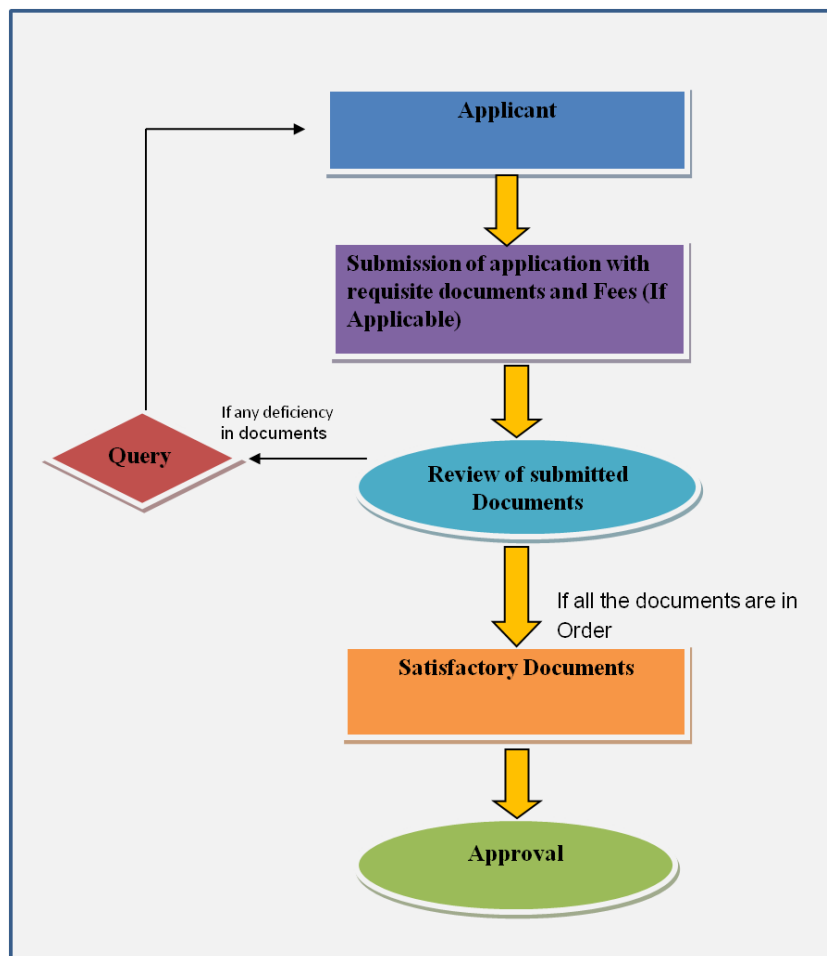 Applicant
Submission of application with
requisite documents and Fees (If
Applicable)
If any deficiency
in documents
Query
Review of submitted
Documents
If all the documents are in
Order
Satisfactory Documents
Approval